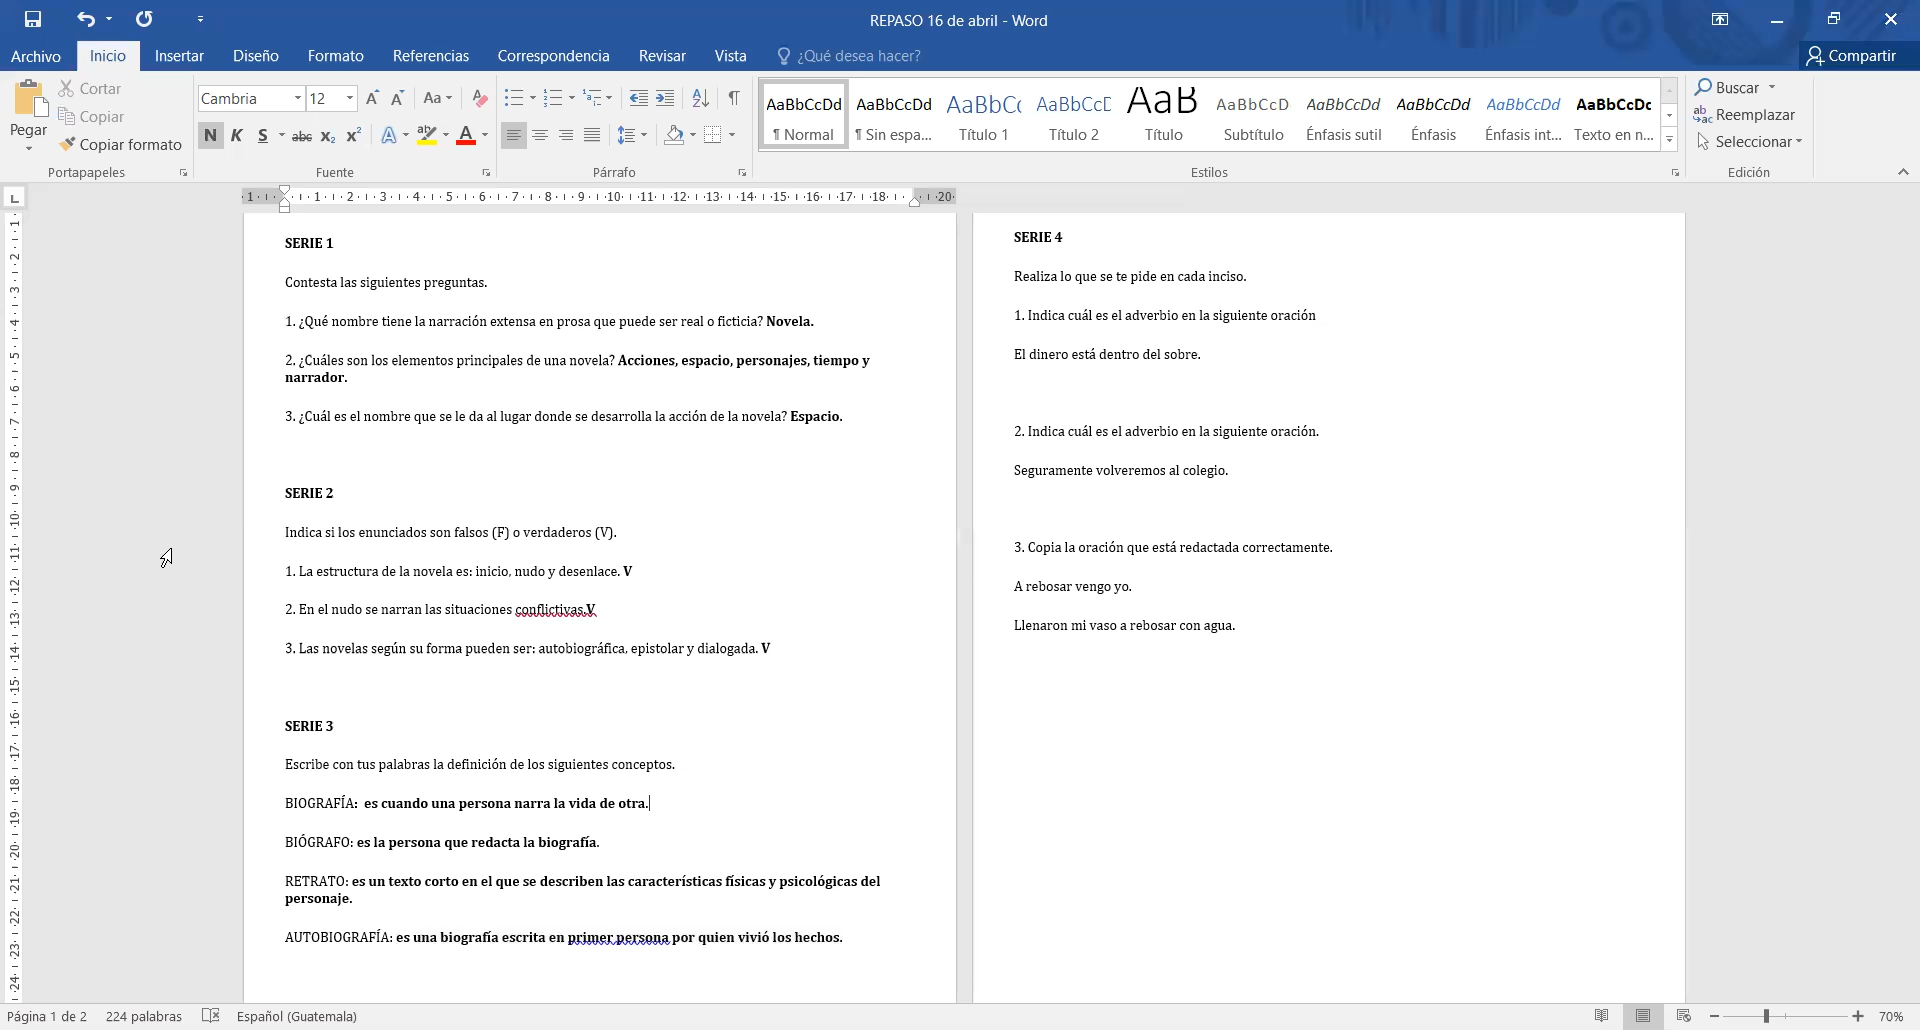 REPASO 16 de abril - Word
Archivo Inicio Insertar Diseño Formato Referencias Correspondencia Revisar Vista ¿Qué desea hacer? Compartir
Pegar
Cortar
Copiar
Copiar formato
Portapapeles
Cambria 12 Aa
N K S abc x₂ x² A ab A
Fuente
Párrafo
AaBbCcDd AaBbCcDd AaBbC( AaBbCcE AaB AaBbCcD AaBbCcDd AaBbCcDd AaBbCcDd AaBbCcDc
¶ Normal ¶ Sin espa... Título 1 Título 2 Título Subtítulo Énfasis sutil Énfasis Énfasis int... Texto en n...
Estilos
Buscar
Reemplazar
Seleccionar
Edición
SERIE 1
Contesta las siguientes preguntas.
1. ¿Qué nombre tiene la narración extensa en prosa que puede ser real o ficticia? Novela.
2. ¿Cuáles son los elementos principales de una novela? Acciones, espacio, personajes, tiempo y
narrador.
3. ¿Cuál es el nombre que se le da al lugar donde se desarrolla la acción de la novela? Espacio.
SERIE 2
Indica si los enunciados son falsos (F) o verdaderos (V).
1. La estructura de la novela es: inicio, nudo y desenlace. V
2. En el nudo se narran las situaciones conflictivas.V
3. Las novelas según su forma pueden ser: autobiográfica, epistolar y dialogada. V
SERIE 3
Escribe con tus palabras la definición de los siguientes conceptos.
BIOGRAFÍA: es cuando una persona narra la vida de otra.
BIÓGRAFO: es la persona que redacta la biografía.
RETRATO: es un texto corto en el que se describen las características físicas y psicológicas del
personaje.
AUTOBIOGRAFÍA: es una biografía escrita en primer persona por quien vivió los hechos.
SERIE 4
Realiza lo que se te pide en cada inciso.
1. Indica cuál es el adverbio en la siguiente oración
El dinero está dentro del sobre.
2. Indica cuál es el adverbio en la siguiente oración.
Seguramente volveremos al colegio.
3. Copia la oración que está redactada correctamente.
A rebosar vengo yo.
Llenaron mi vaso a rebosar con agua.
Página 1 de 2 224 palabras Español (Guatemala) 70%